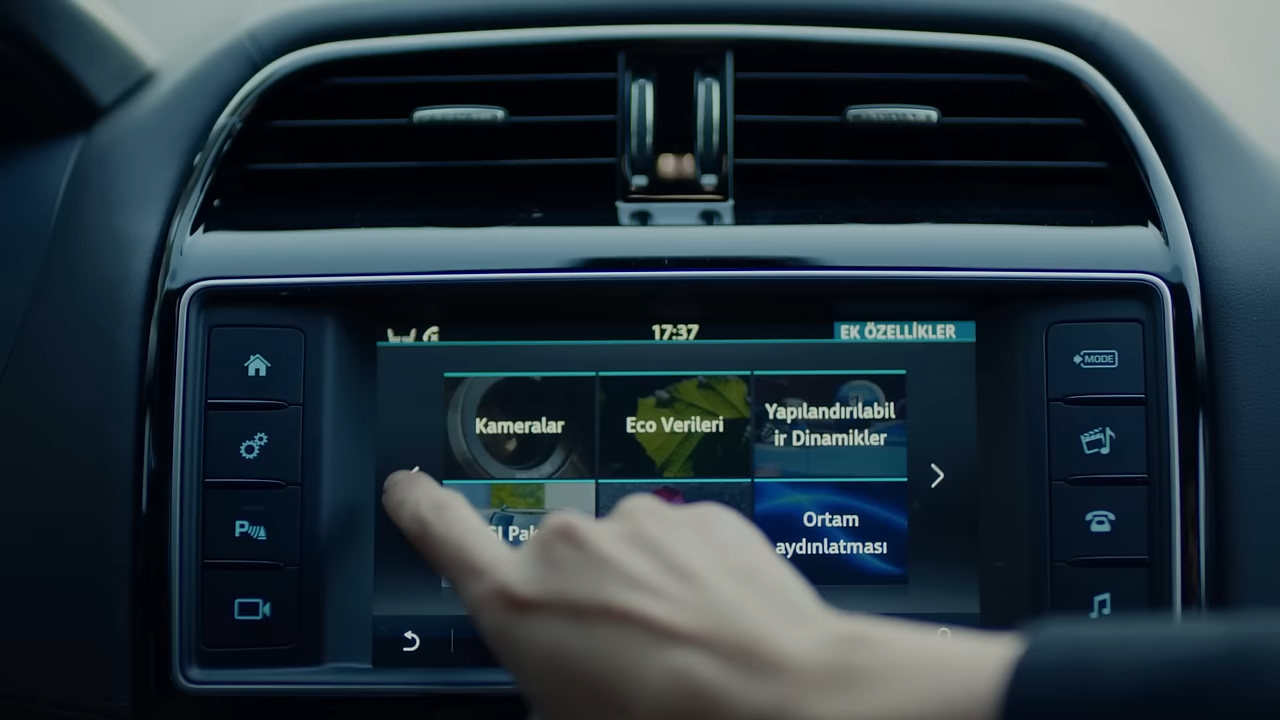 17:37
EK ÖZELLİKLER
MODE
Kameralar
Eco Verileri
Yapılandırılabil
ir Dinamikler
P
Ortam
aydınlatması